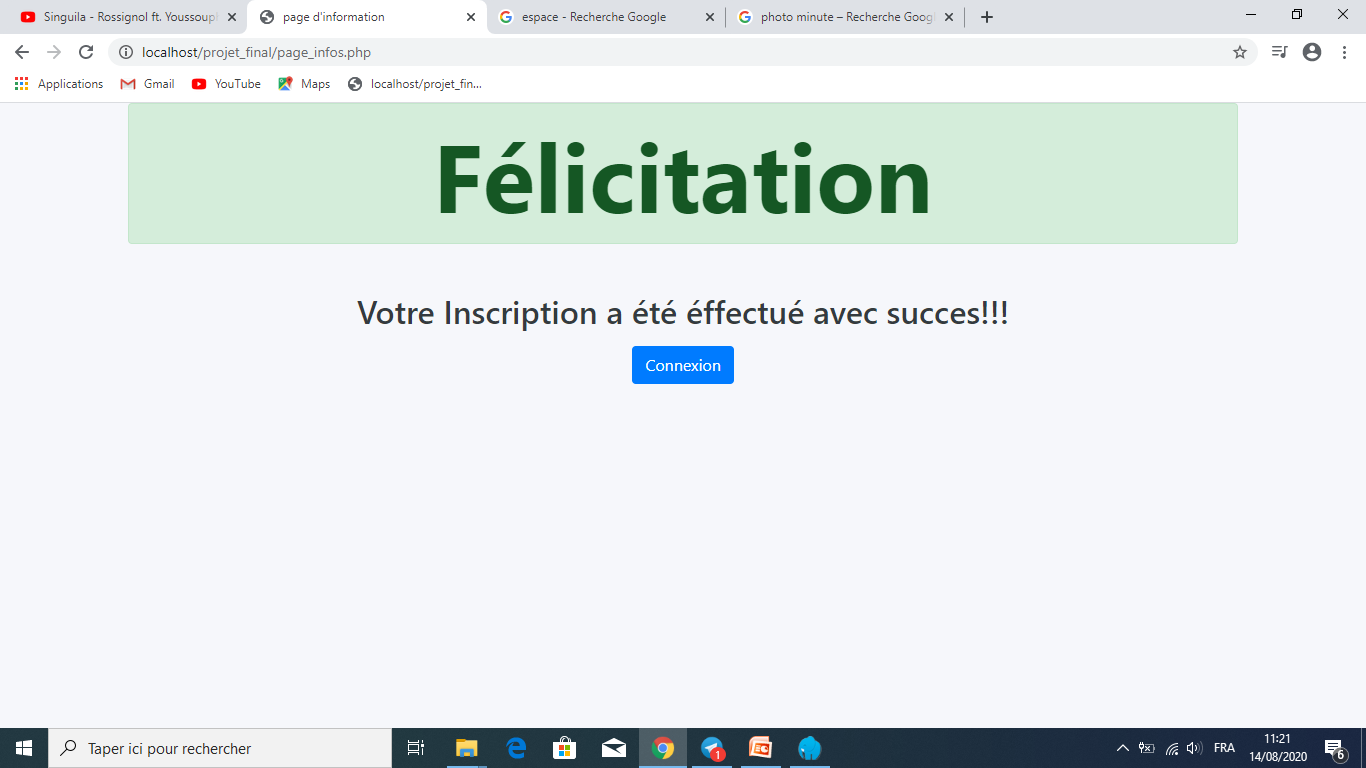 Singuila - Rossignol ft. Youssouph
page d'information
espace - Recherche Google
photo minute – Recherche Goog
localhost/projet_final/page_infos.php
Applications
Gmail
YouTube
Maps
localhost/projet_fin...
Félicitation
Votre Inscription a été éffectué avec succes!!!
Connexion
Taper ici pour rechercher
1
FRA
11:21
14/08/2020
6